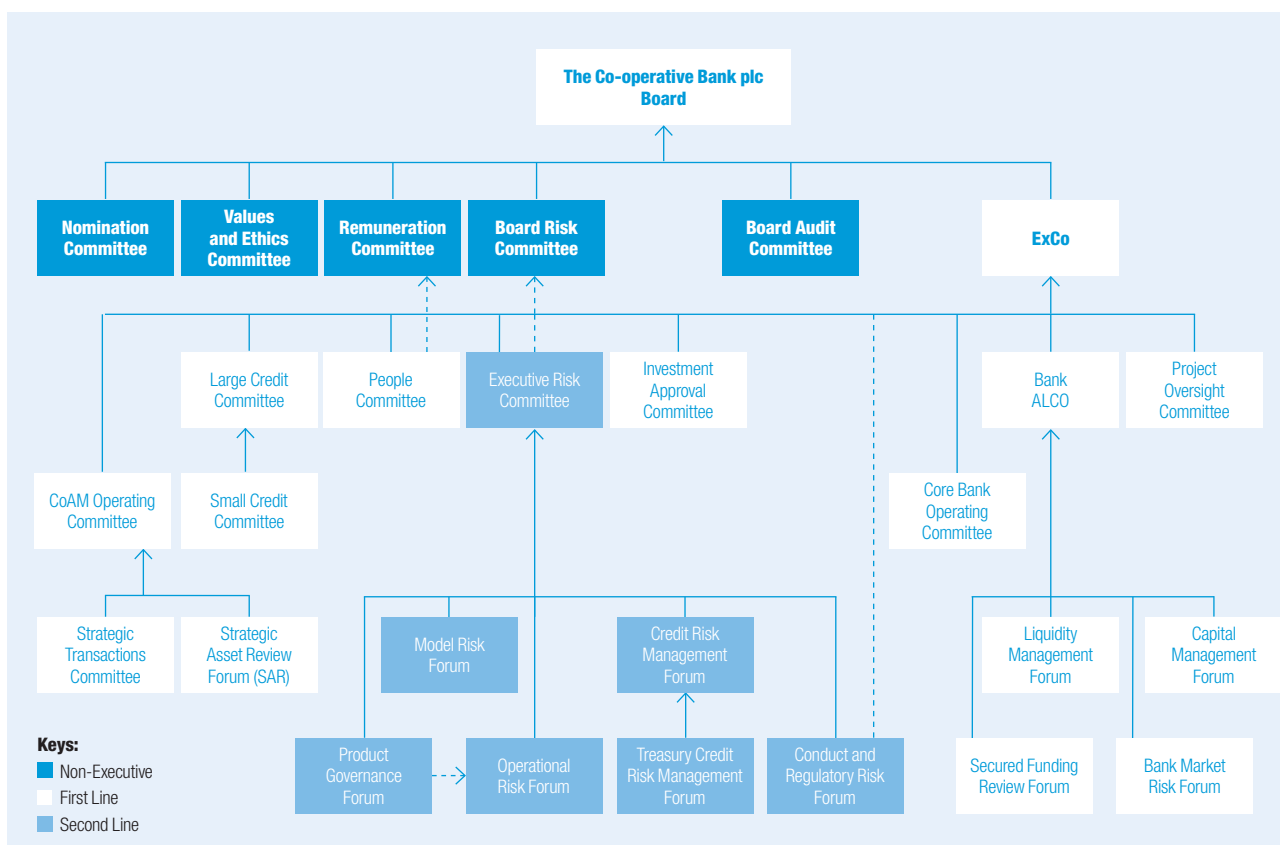 The Co-operative Bank plc
Board
Nomination
Committee
Values
and Ethics
Committee
Remuneration
Committee
Board Risk
Committee
Board Audit
Committee
ExCo
Large Credit
Committee
People
Committee
Executive Risk
Committee
Investment
Approval
Committee
Bank
ALCO
Project
Oversight
Committee
CoAM Operating
Committee
Small Credit
Committee
Core Bank
Operating
Committee
Strategic
Transactions
Committee
Strategic
Asset Review
Forum (SAR)
Model Risk
Forum
Credit Risk
Management
Forum
Liquidity
Management
Forum
Capital
Management
Forum
Product
Governance
Forum
Operational
Risk Forum
Treasury Credit
Risk Management
Forum
Conduct and
Regulatory Risk
Forum
Secured Funding
Review Forum
Bank Market
Risk Forum
Keys:
Non-Executive
First Line
Second Line